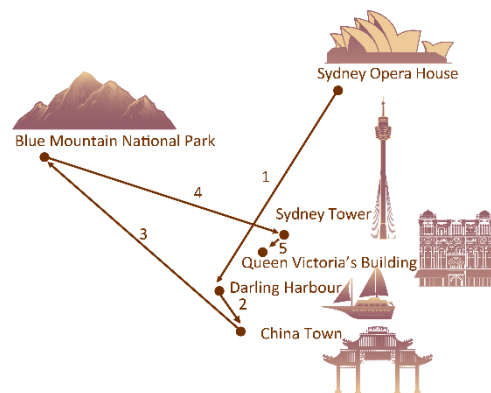 Sydney Opera House
Blue Mountain National Park
1
4
3
Sydney Tower
5
Queen Victoria's Building
Darling Harbour
2
China Town